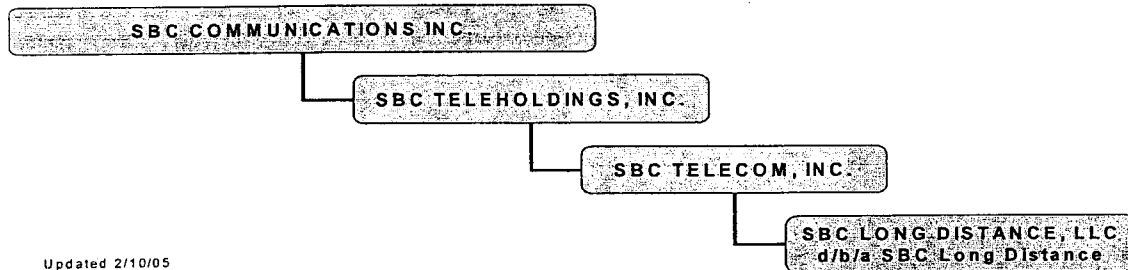 SBC COMMUNICATIONS INC.
SBC TELEHOLDINGS, INC.
SBC TELECOM, INC.
SBC LONG DISTANCE, LLC
d/b/a SBC Long Distance
Updated 2/10/05